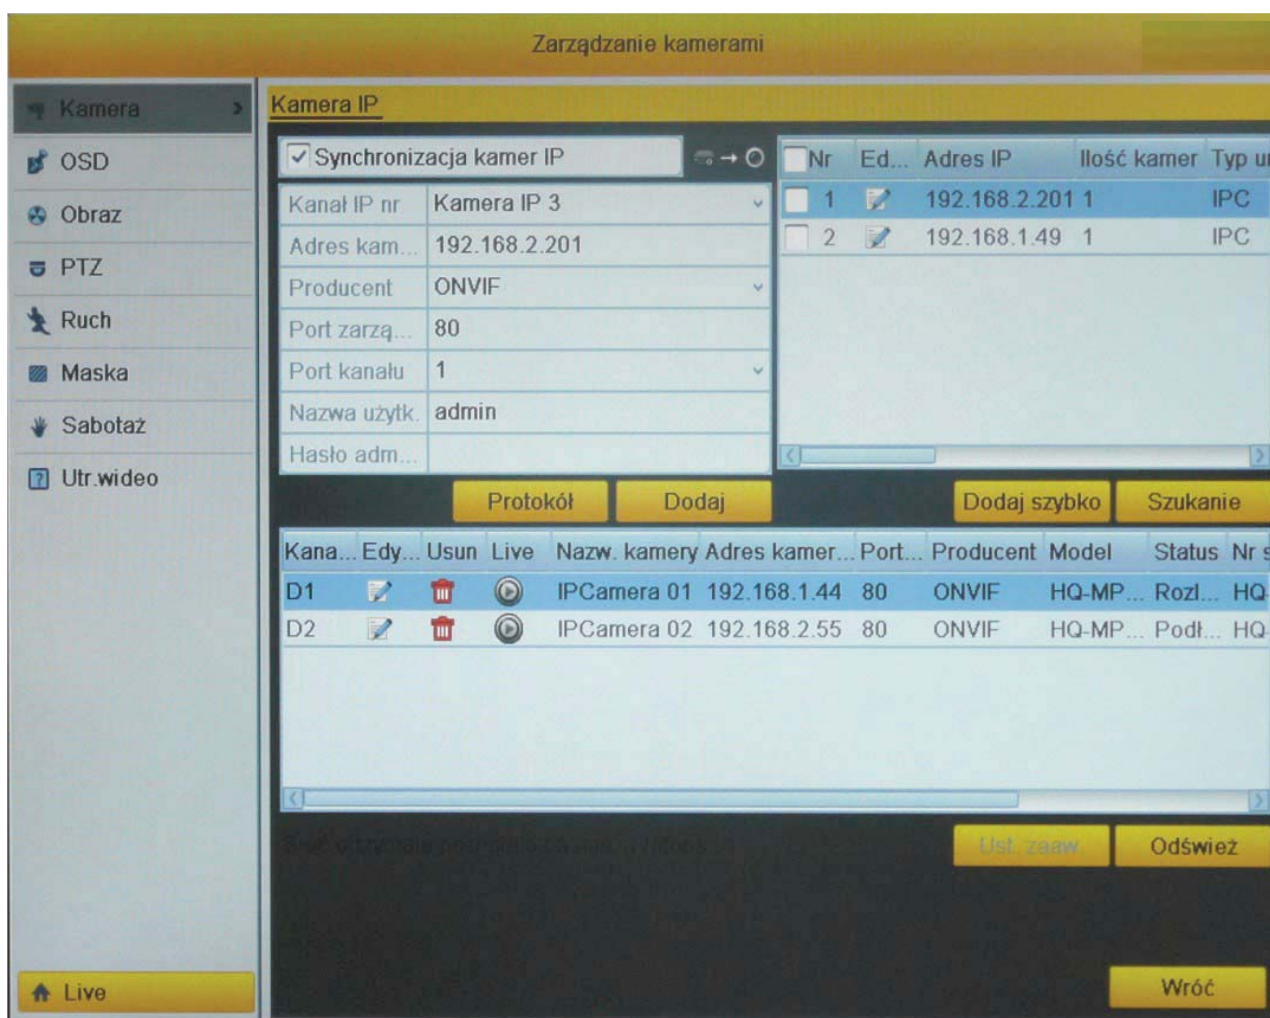 Zarządzanie kamerami
Kamera
OSD
Obraz
PTZ
Ruch
Maska
Sabotaż
Utr.wideo
Live
Kamera IP
Synchronizacja kamer IP
Kanał IP nr Kamera IP 3
Adres kam... 192.168.2.201
Producent ONVIF
Port zarzą... 80
Port kanału 1
Nazwa użytk. admin
Hasło adm...
Protokół Dodaj
Nr Ed... Adres IP Ilość kamer Typ ur
1 192.168.2.201 1 IPC
2 192.168.1.49 1 IPC
Dodaj szybko Szukanie
Kana... Edy... Usun Live Nazw. kamery Adres kamer... Port... Producent Model Status Nr s
D1 IPCamera 01 192.168.1.44 80 ONVIF HQ-MP... Rozł... HQ-
D2 IPCamera 02 192.168.2.55 80 ONVIF HQ-MP... Podł... HQ-
Ust. zaaw. Odśwież
Wróć